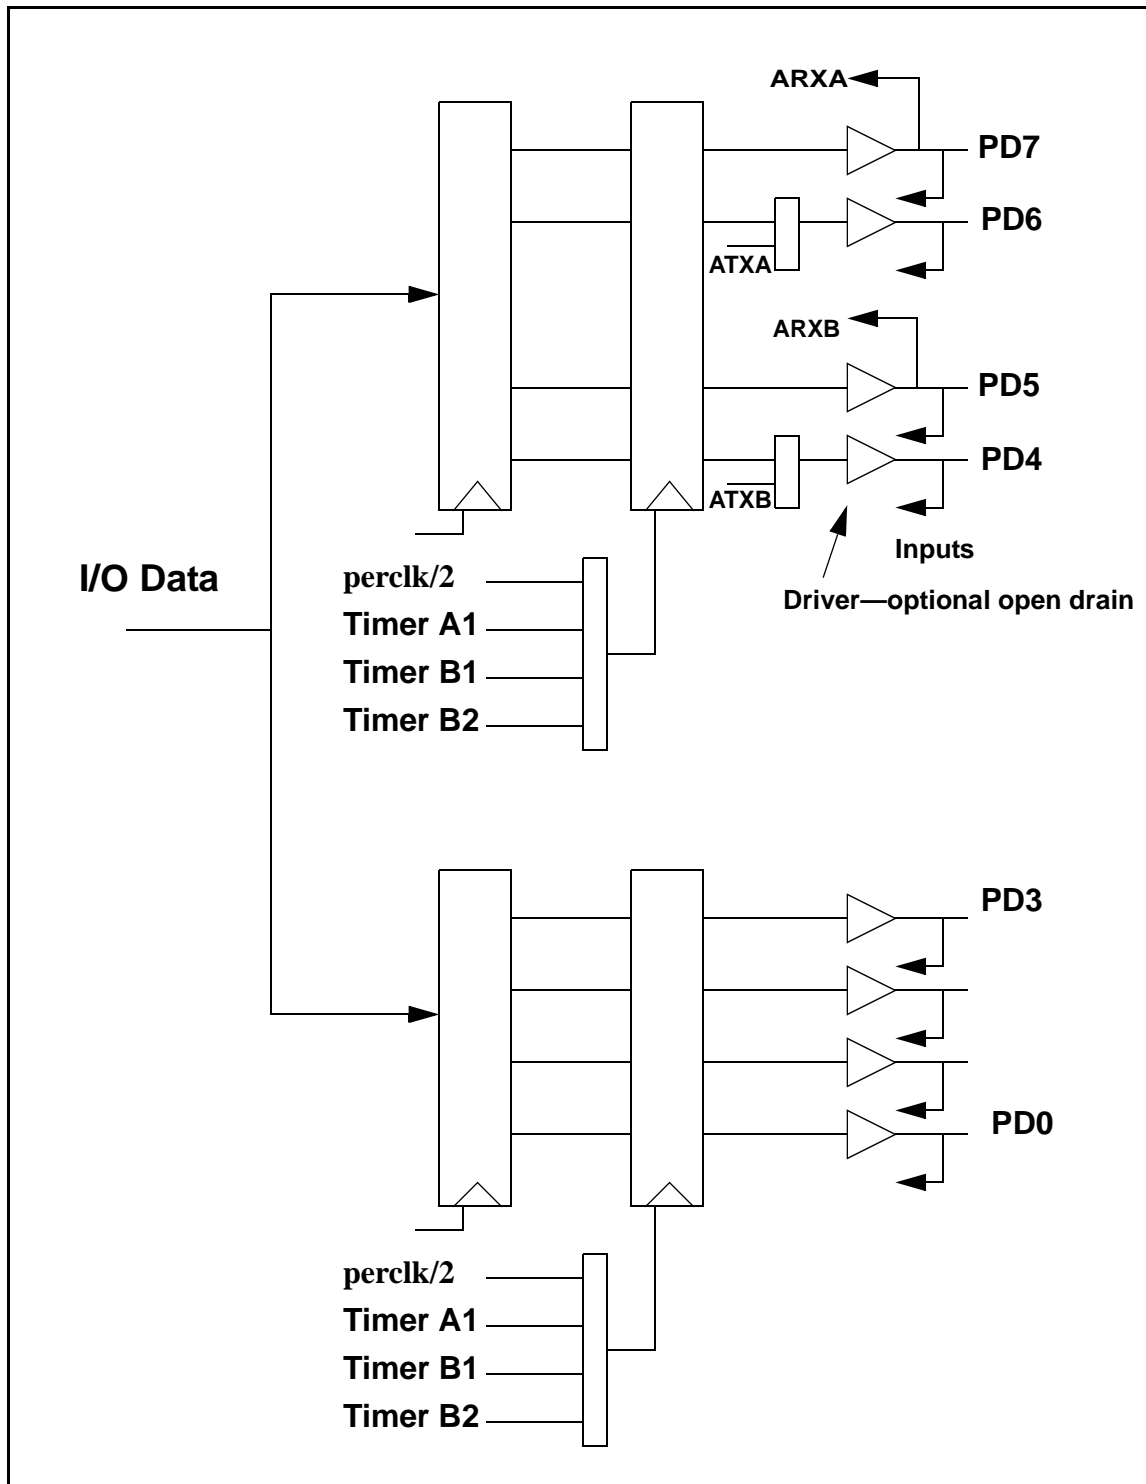 ARXA
PD7
PD6
ATXA
ARXB
PD5
PD4
ATXB
Inputs
Driver—optional open drain
I/O Data
perclk/2
Timer A1
Timer B1
Timer B2
PD3
PD0
perclk/2
Timer A1
Timer B1
Timer B2